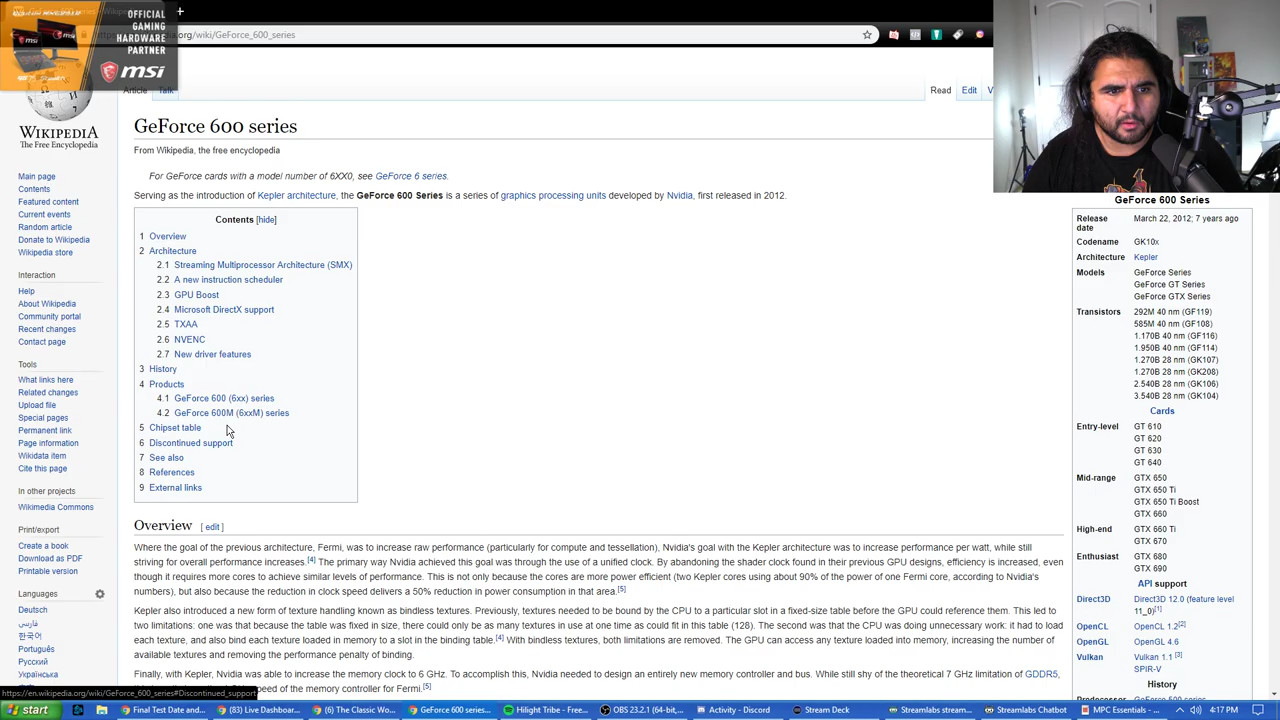 OFFICIAL
GAMING
HARDWARE
PARTNER
msi
.org/wiki/GeForce_600_series
WIKIPEDIA
The Free Encyclopedia
Main page
Contents
Featured content
Current events
Random article
Donate to Wikipedia
Wikipedia store
Interaction
Help
About Wikipedia
Community portal
Recent changes
Contact page
Tools
What links here
Related changes
Upload file
Special pages
Permanent link
Page information
Wikidata item
Cite this page
In other projects
Wikimedia Commons
Print/export
Create a book
Download as PDF
Printable version
Languages
Deutsch
فارسی
한국어
Português
Русский
Українська
Article Talk
Read Edit
GeForce 600 series
From Wikipedia, the free encyclopedia
For GeForce cards with a model number of 6XX0, see GeForce 6 series.
Serving as the introduction of Kepler architecture, the GeForce 600 Series is a series of graphics processing units developed by Nvidia, first released in 2012.
Contents [hide]
1 Overview
2 Architecture
2.1 Streaming Multiprocessor Architecture (SMX)
2.2 A new instruction scheduler
2.3 GPU Boost
2.4 Microsoft DirectX support
2.5 TXAA
2.6 NVENC
2.7 New driver features
3 History
4 Products
4.1 GeForce 600 (6xx) series
4.2 GeForce 600M (6xxM) series
5 Chipset table
6 Discontinued support
7 See also
8 References
9 External links
Overview [ edit ]
Where the goal of the previous architecture, Fermi, was to increase raw performance (particularly for compute and tessellation), Nvidia's goal with the Kepler architecture was to increase performance per watt, while still
striving for overall performance increases.[4] The primary way Nvidia achieved this goal was through the use of a unified clock. By abandoning the shader clock found in their previous GPU designs, efficiency is increased, even
though it requires more cores to achieve similar levels of performance. This is not only because the cores are more power efficient (two Kepler cores using about 90% of the power of one Fermi core, according to Nvidia's
numbers), but also because the reduction in clock speed delivers a 50% reduction in power consumption in that area.[5]
Kepler also introduced a new form of texture handling known as bindless textures. Previously, textures needed to be bound by the CPU to a particular slot in a fixed-size table before the GPU could reference them. This led to
two limitations: one was that because the table was fixed in size, there could only be as many textures in use at one time as could fit in this table (128). The second was that the CPU was doing unnecessary work: it had to load
each texture, and also bind each texture loaded in memory to a slot in the binding table.[4] With bindless textures, both limitations are removed. The GPU can access any texture loaded into memory, increasing the number of
available textures and removing the performance penalty of binding.
Finally, with Kepler, Nvidia was able to increase the memory clock to 6 GHz. To accomplish this, Nvidia needed to design an entirely new memory controller and bus. While still shy of the theoretical 7 GHz limitation of GDDR5,
speed of the memory controller for Fermi.[5]
GeForce 600 Series
Release date March 22, 2012; 7 years ago
Codename GK10x
Architecture Kepler
Models GeForce Series
GeForce GT Series
GeForce GTX Series
Transistors 292M 40 nm (GF119)
585M 40 nm (GF108)
1.170B 40 nm (GF116)
1.950B 40 nm (GF114)
1.270B 28 nm (GK107)
1.270B 28 nm (GK208)
2.540B 28 nm (GK106)
3.540B 28 nm (GK104)
Cards
Entry-level GT 610
GT 620
GT 630
GT 640
Mid-range GTX 650
GTX 650 Ti
GTX 650 Ti Boost
GTX 660
High-end GTX 660 Ti
GTX 670
Enthusiast GTX 680
GTX 690
API support
Direct3D Direct3D 12.0 (feature level
11_0)[1]
OpenCL OpenCL 1.2[2]
OpenGL OpenGL 4.6
Vulkan Vulkan 1.1 [3]
SPIR-V
History
Predecessor GeForce 500 series
https://en.wikipedia.org/wiki/GeForce_600_series#Discontinued_support
start
Final Test Date and...
(83) Live Dashboar...
(6) The Classic Wo...
GeForce 600 series...
Hilight Tribe - Free...
OBS 23.2.1 (64-bit,...
Activity - Discord
Stream Deck
Streamlabs stream...
Streamlabs Chatbot
MPC Essentials - ...
4:17 PM